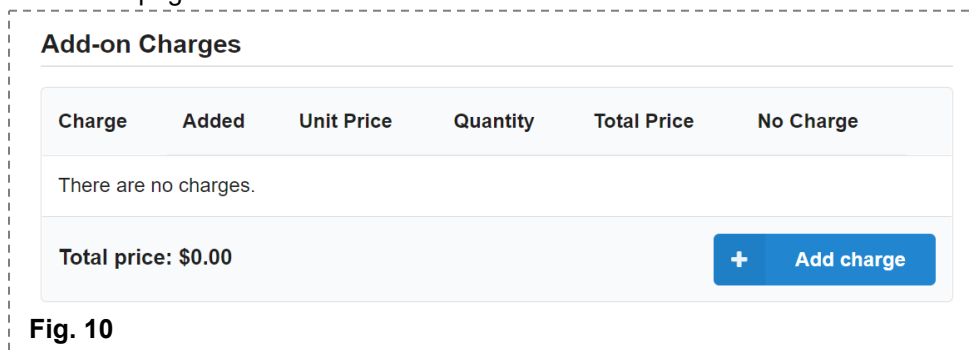 Add-on Charges
Charge Added Unit Price Quantity Total Price No Charge
There are no charges.
Total price: $0.00 + Add charge
Fig. 10